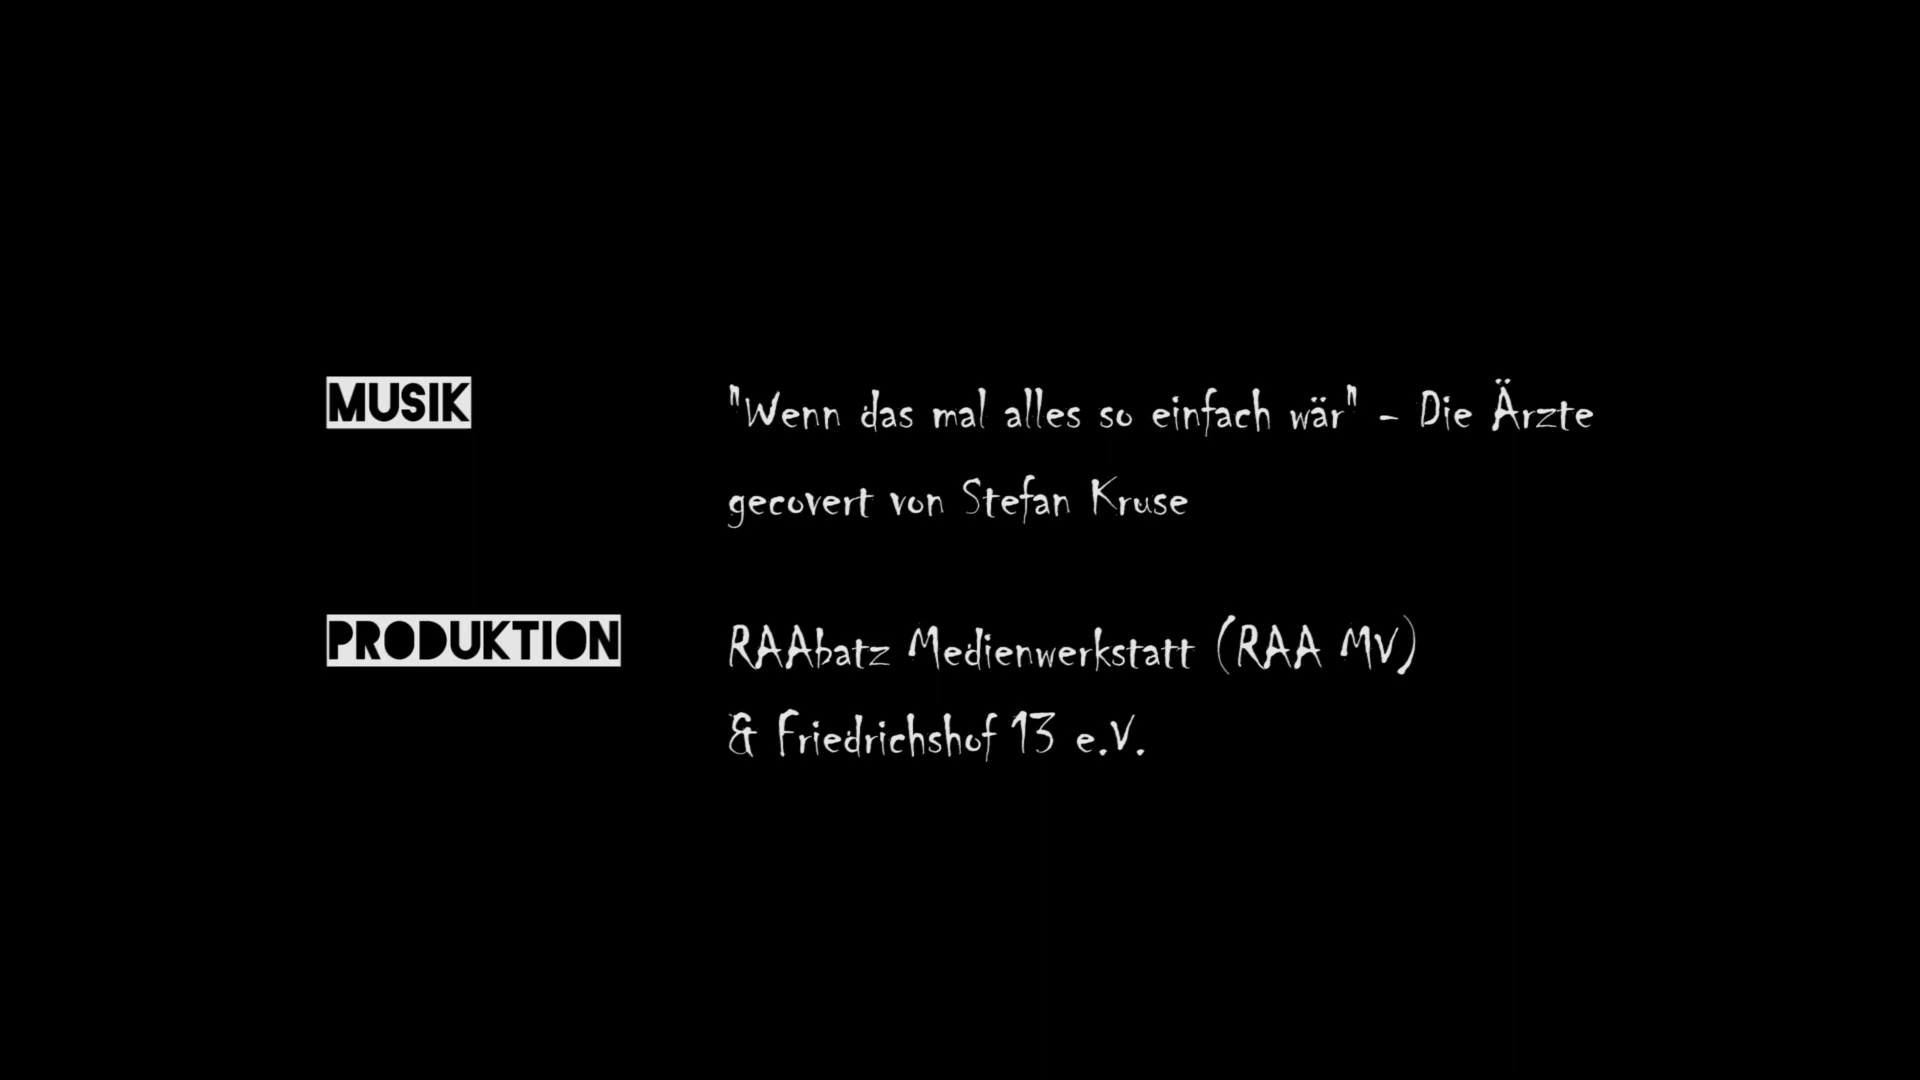 MUSIK
"Wenn das mal alles so einfach wär" - Die Ärzte
gecovert von Stefan Kruse
PRODUKTION
RAAbatz Medienwerkstatt (RAA MV)
& Friedrichshof 13 e.V.